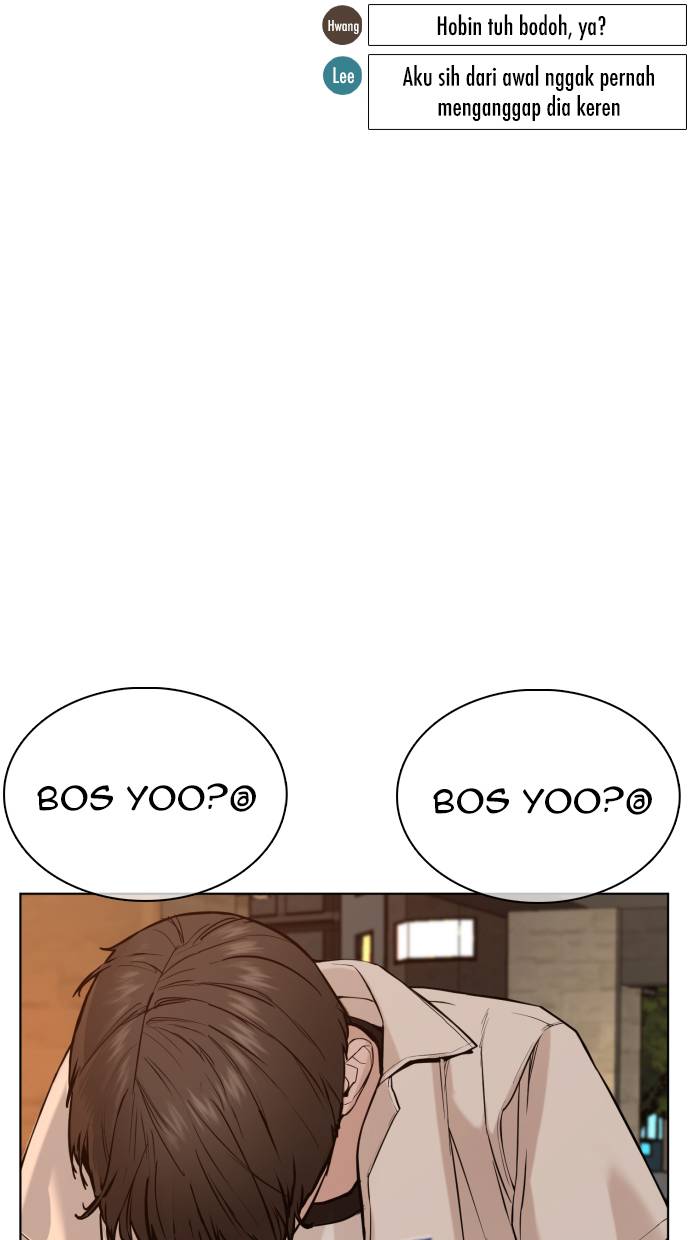 Hwang
Hobin tuh bodoh, ya?
Lee
Aku sih dari awal nggak pernah
menganggap dia keren
BOS YOO?@
BOS YOO?@